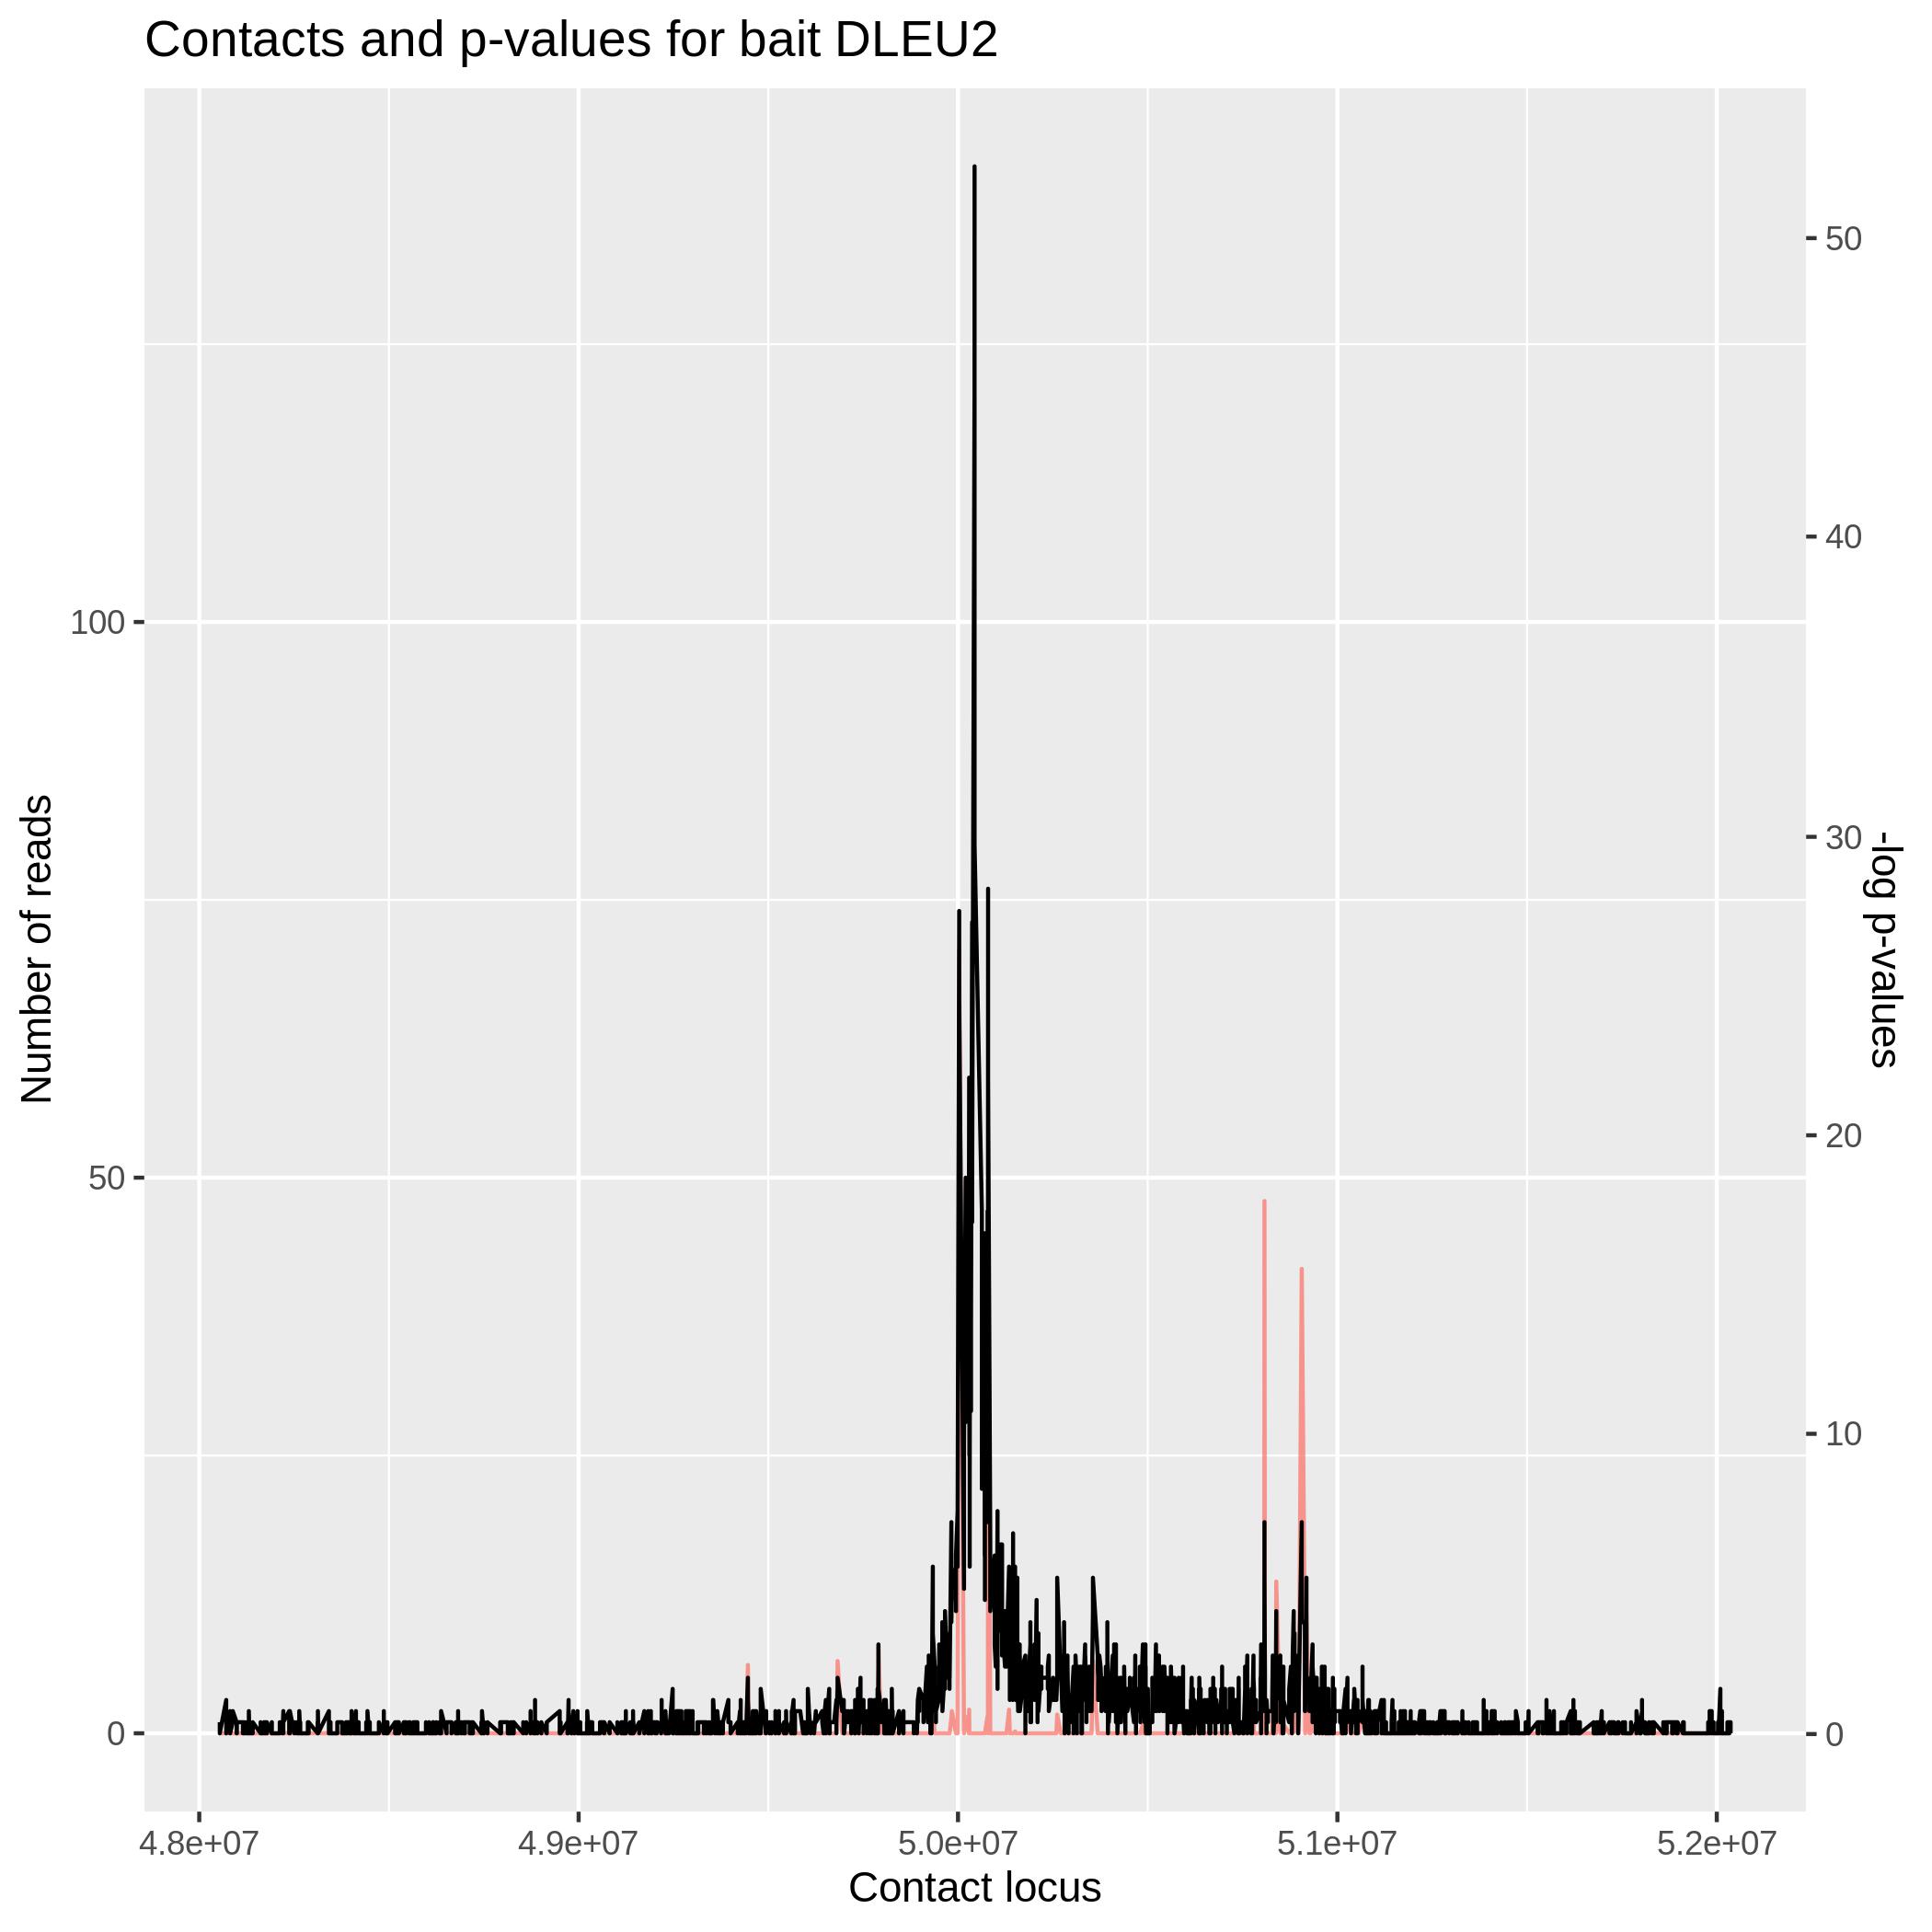 Contacts and p-values for bait DLEU2
Number of reads
100
50
0
50
40
30
20
10
0
-log p-values
4.8e+07
4.9e+07
5.0e+07
5.1e+07
5.2e+07
Contact locus